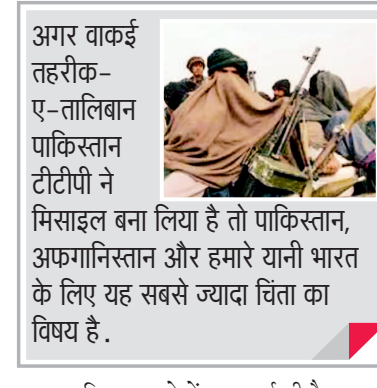 अगर वाकई
तहरीक-
ए-तालिबान
पाकिस्तान
टीटीपी ने
मिसाइल बना लिया है तो पाकिस्तान,
अफगानिस्तान और हमारे यानी भारत
के लिए यह सबसे ज्यादा चिंता का
विषय है.